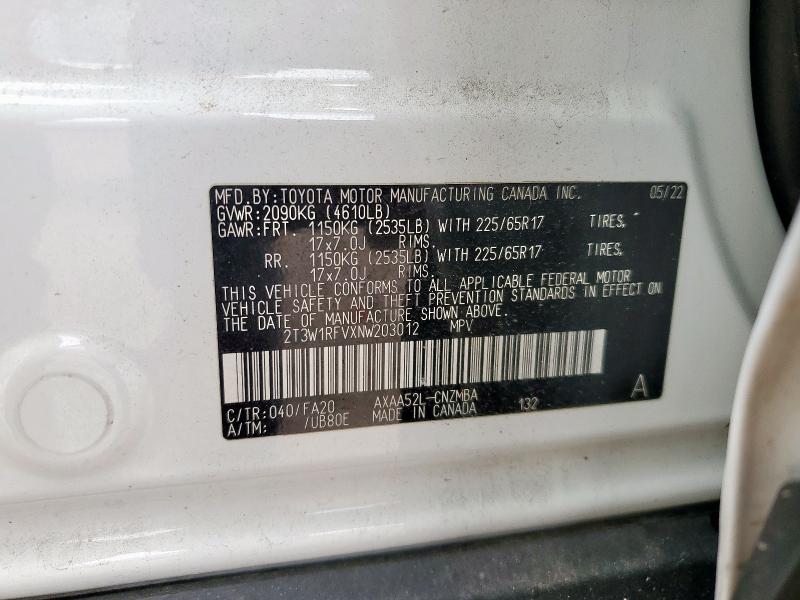 MFD.BY:TOYOTA MOTOR MANUFACTURING CANADA INC. 05/22
GVWR:2090KG (4610LB)
GAWR:FRT. 1150KG (2535LB) WITH 225/65R17 TIRES,
17x7.0J RIMS.
RR. 1150KG (2535LB) WITH 225/65R17 TIRES,
17x7.0J RIMS.
THIS VEHICLE CONFORMS TO ALL APPLICABLE FEDERAL MOTOR
VEHICLE SAFETY AND THEFT PREVENTION STANDARDS IN EFFECT ON
THE DATE OF MANUFACTURE SHOWN ABOVE.
2T3W1RFVXNW203012 MPV
C/TR:040/FA20 AXAA52L-CNZMBA 132 A
A/TM: /UB80E MADE IN CANADA